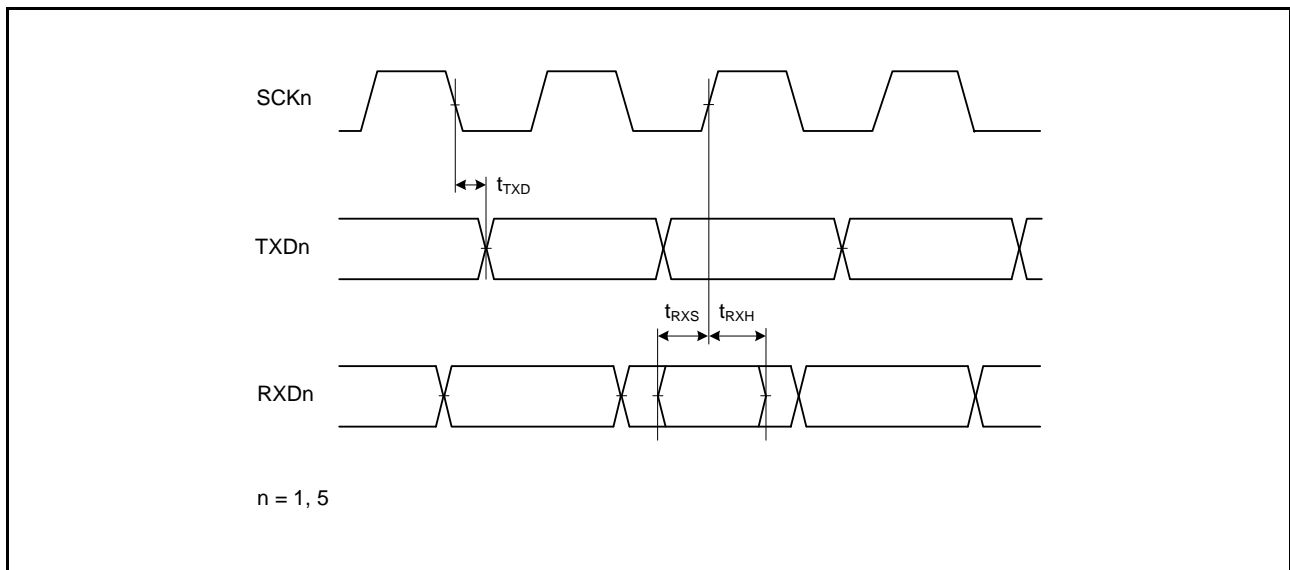 SCKn
tTXD
TXDn
tRXS tRXH
RXDn
n = 1, 5